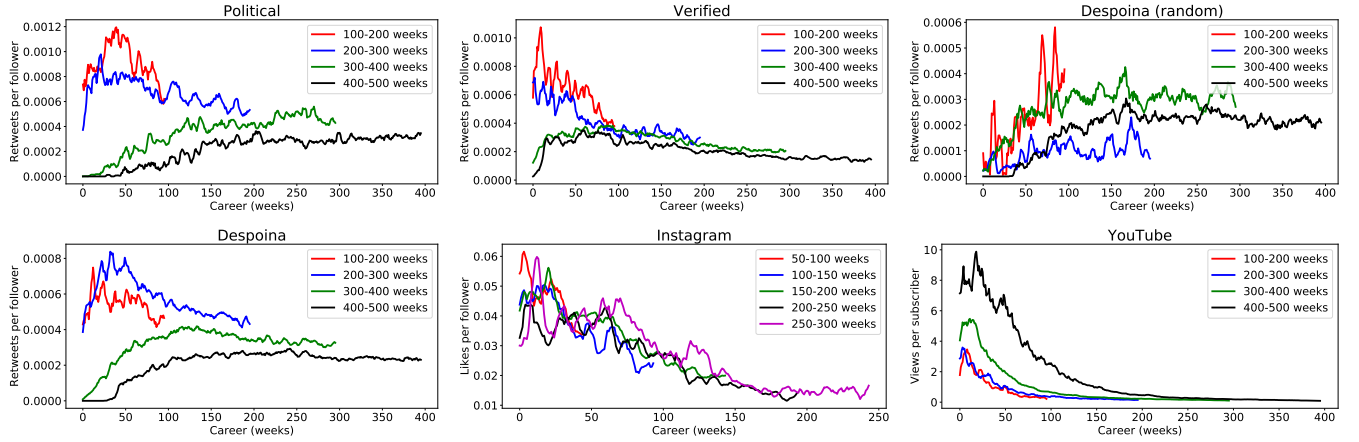 Political
Retweets per follower
0.0012
0.0010
0.0008
0.0006
0.0004
0.0002
0.0000
100-200 weeks
200-300 weeks
300-400 weeks
400-500 weeks
0 50 100 150 200 250 300 350 400
Career (weeks)
Verified
Retweets per follower
0.0010
0.0008
0.0006
0.0004
0.0002
0.0000
100-200 weeks
200-300 weeks
300-400 weeks
400-500 weeks
0 50 100 150 200 250 300 350 400
Career (weeks)
Despoina (random)
Retweets per follower
0.0006
0.0005
0.0004
0.0003
0.0002
0.0001
0.0000
100-200 weeks
200-300 weeks
300-400 weeks
400-500 weeks
0 50 100 150 200 250 300 350 400
Career (weeks)
Despoina
Retweets per follower
0.0008
0.0006
0.0004
0.0002
0.0000
100-200 weeks
200-300 weeks
300-400 weeks
400-500 weeks
0 50 100 150 200 250 300 350 400
Career (weeks)
Instagram
Likes per follower
0.06
0.05
0.04
0.03
0.02
0.01
50-100 weeks
100-150 weeks
150-200 weeks
200-250 weeks
250-300 weeks
0 50 100 150 200 250
Career (weeks)
YouTube
Views per subscriber
10
8
6
4
2
0
100-200 weeks
200-300 weeks
300-400 weeks
400-500 weeks
0 50 100 150 200 250 300 350 400
Career (weeks)